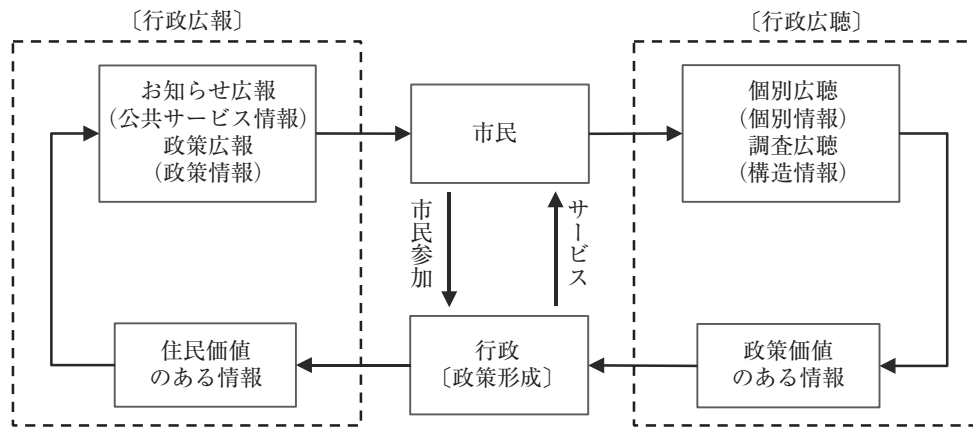 〔行政広報〕
〔行政広聴〕
お知らせ広報
(公共サービス情報)
政策広報
(政策情報)
市民
個別広聴
(個別情報)
調査広聴
(構造情報)
市民参加
サービス
住民価値
のある情報
行政
〔政策形成〕
政策価値
のある情報